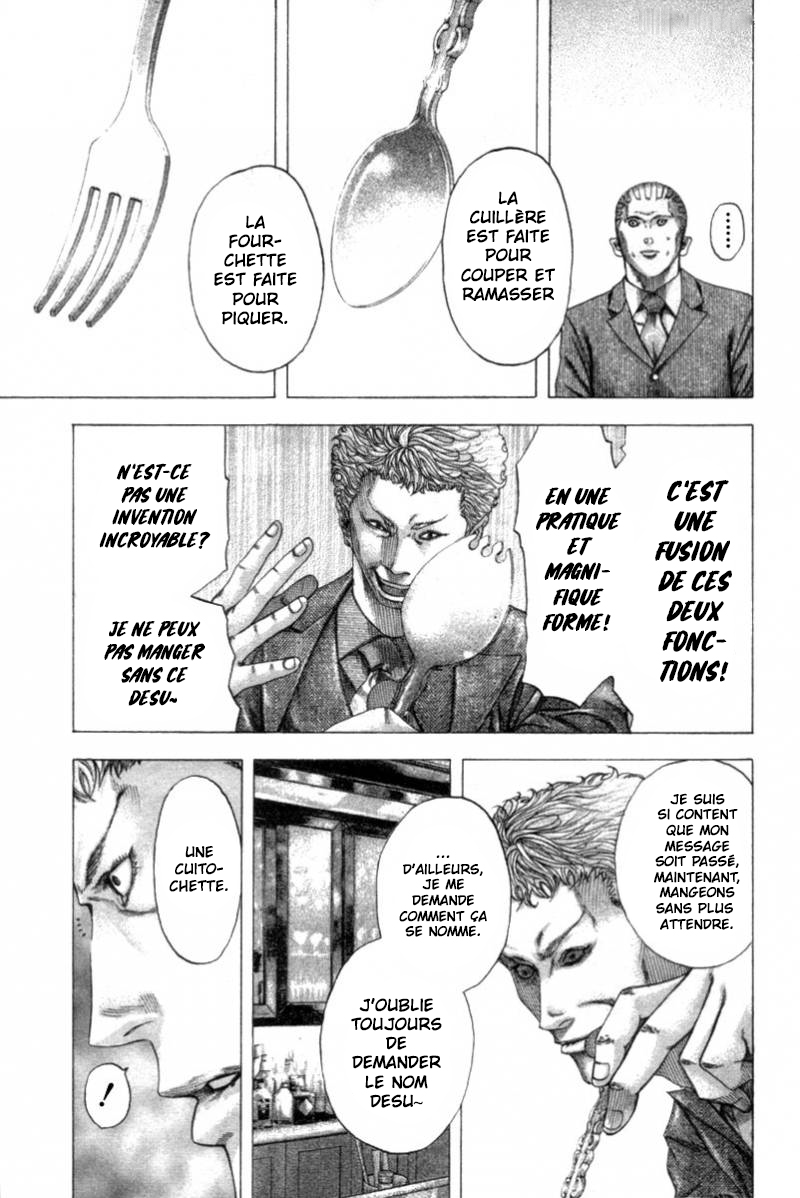 ......
LA
CUILLÈRE
EST FAITE
POUR
COUPER ET
RAMASSER
LA
FOUR-
CHETTE
EST FAITE
POUR
PIQUER.
C'EST
UNE
FUSION
DE CES
DEUX
FONC-
TIONS!
EN UNE
PRATIQUE
ET
MAGNI-
FIQUE
FORME!
N'EST-CE
PAS UNE
INVENTION
INCROYABLE?
JE NE PEUX
PAS MANGER
SANS CE
DESU~
JE SUIS
SI CONTENT
QUE MON
MESSAGE
SOIT PASSÉ,
MAINTENANT,
MANGEONS
SANS PLUS
ATTENDRE.
...
D'AILLEURS,
JE ME
DEMANDE
COMMENT ÇA
SE NOMME.
J'OUBLIE
TOUJOURS
DE
DEMANDER
LE NOM
DESU~
UNE
CUITO-
CHETTE.
!